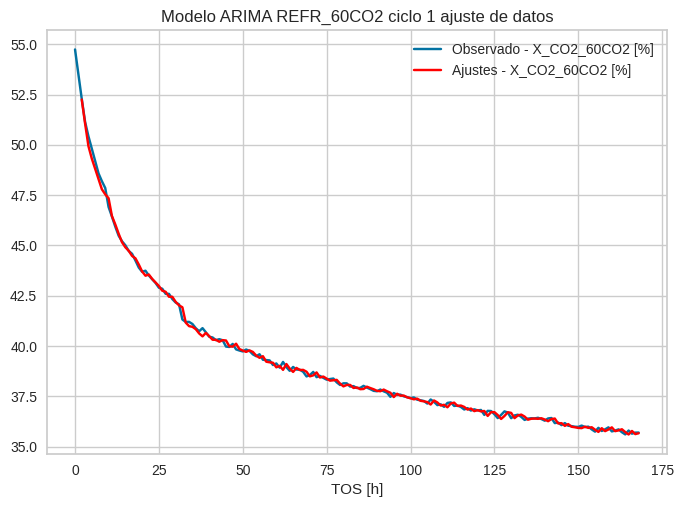 Modelo ARIMA REFR_60CO2 ciclo 1 ajuste de datos
Observado - X_CO2_60CO2 [%]
Ajustes - X_CO2_60CO2 [%]
55.0
52.5
50.0
47.5
45.0
42.5
40.0
37.5
35.0
0 25 50 75 100 125 150 175
TOS [h]